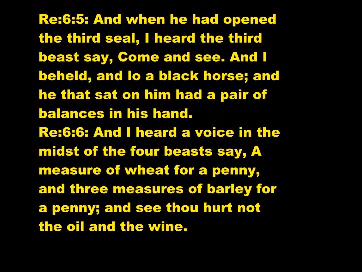 Re:6:5: And when he had opened
the third seal, I heard the third
beast say, Come and see. And I
beheld, and lo a black horse; and
he that sat on him had a pair of
balances in his hand.
Re:6:6: And I heard a voice in the
midst of the four beasts say, A
measure of wheat for a penny,
and three measures of barley for
a penny; and see thou hurt not
the oil and the wine.